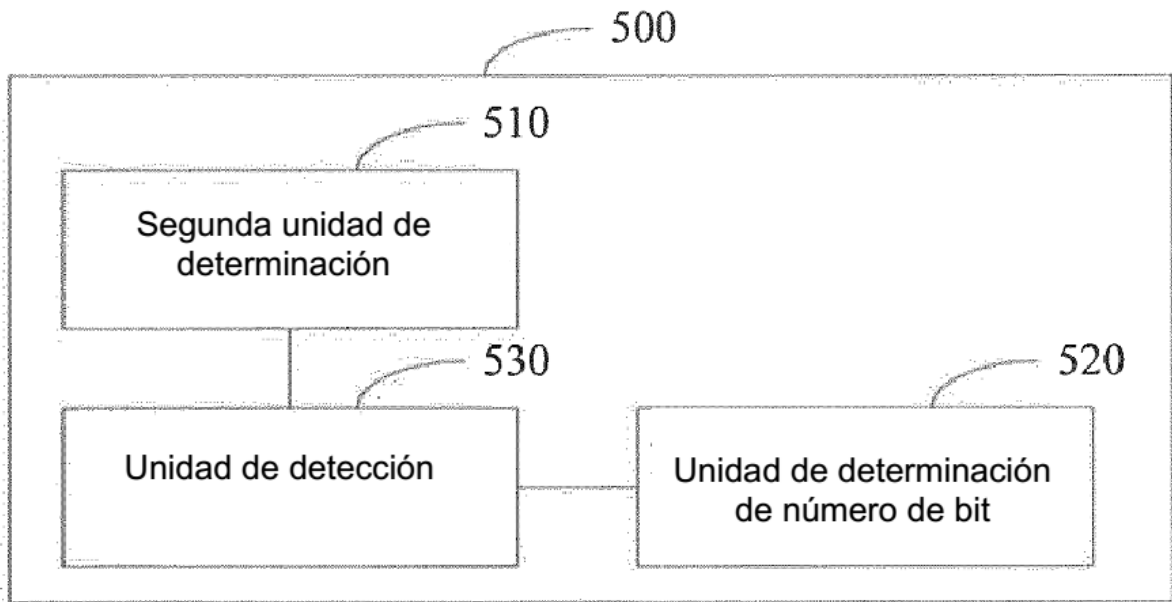 500
510
Segunda unidad de
determinación
530
520
Unidad de detección
Unidad de determinación
de número de bit